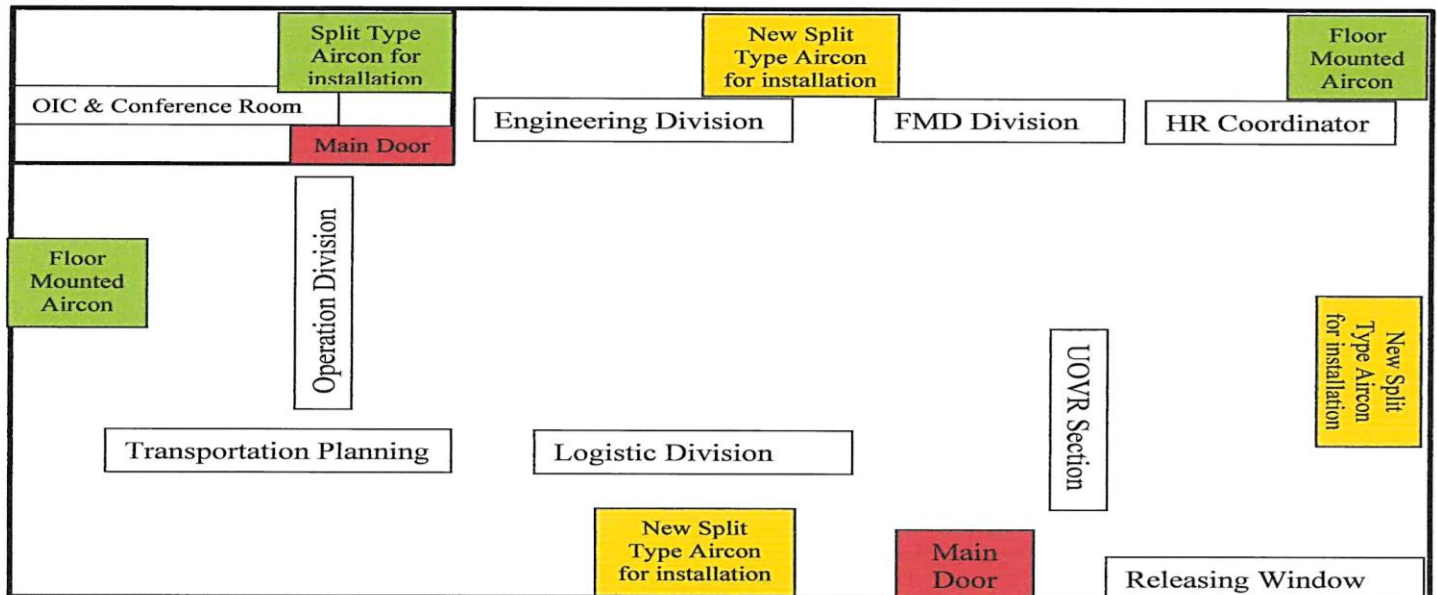 Split Type
Aircon for
installation
New Split
Type Aircon
for installation
Floor
Mounted
Aircon
OIC & Conference Room
Engineering Division
FMD Division
HR Coordinator
Main Door
Operation Division
Floor
Mounted
Aircon
New Split
Type Aircon
for installation
UOVR Section
Transportation Planning
Logistic Division
New Split
Type Aircon
for installation
Main
Door
Releasing Window